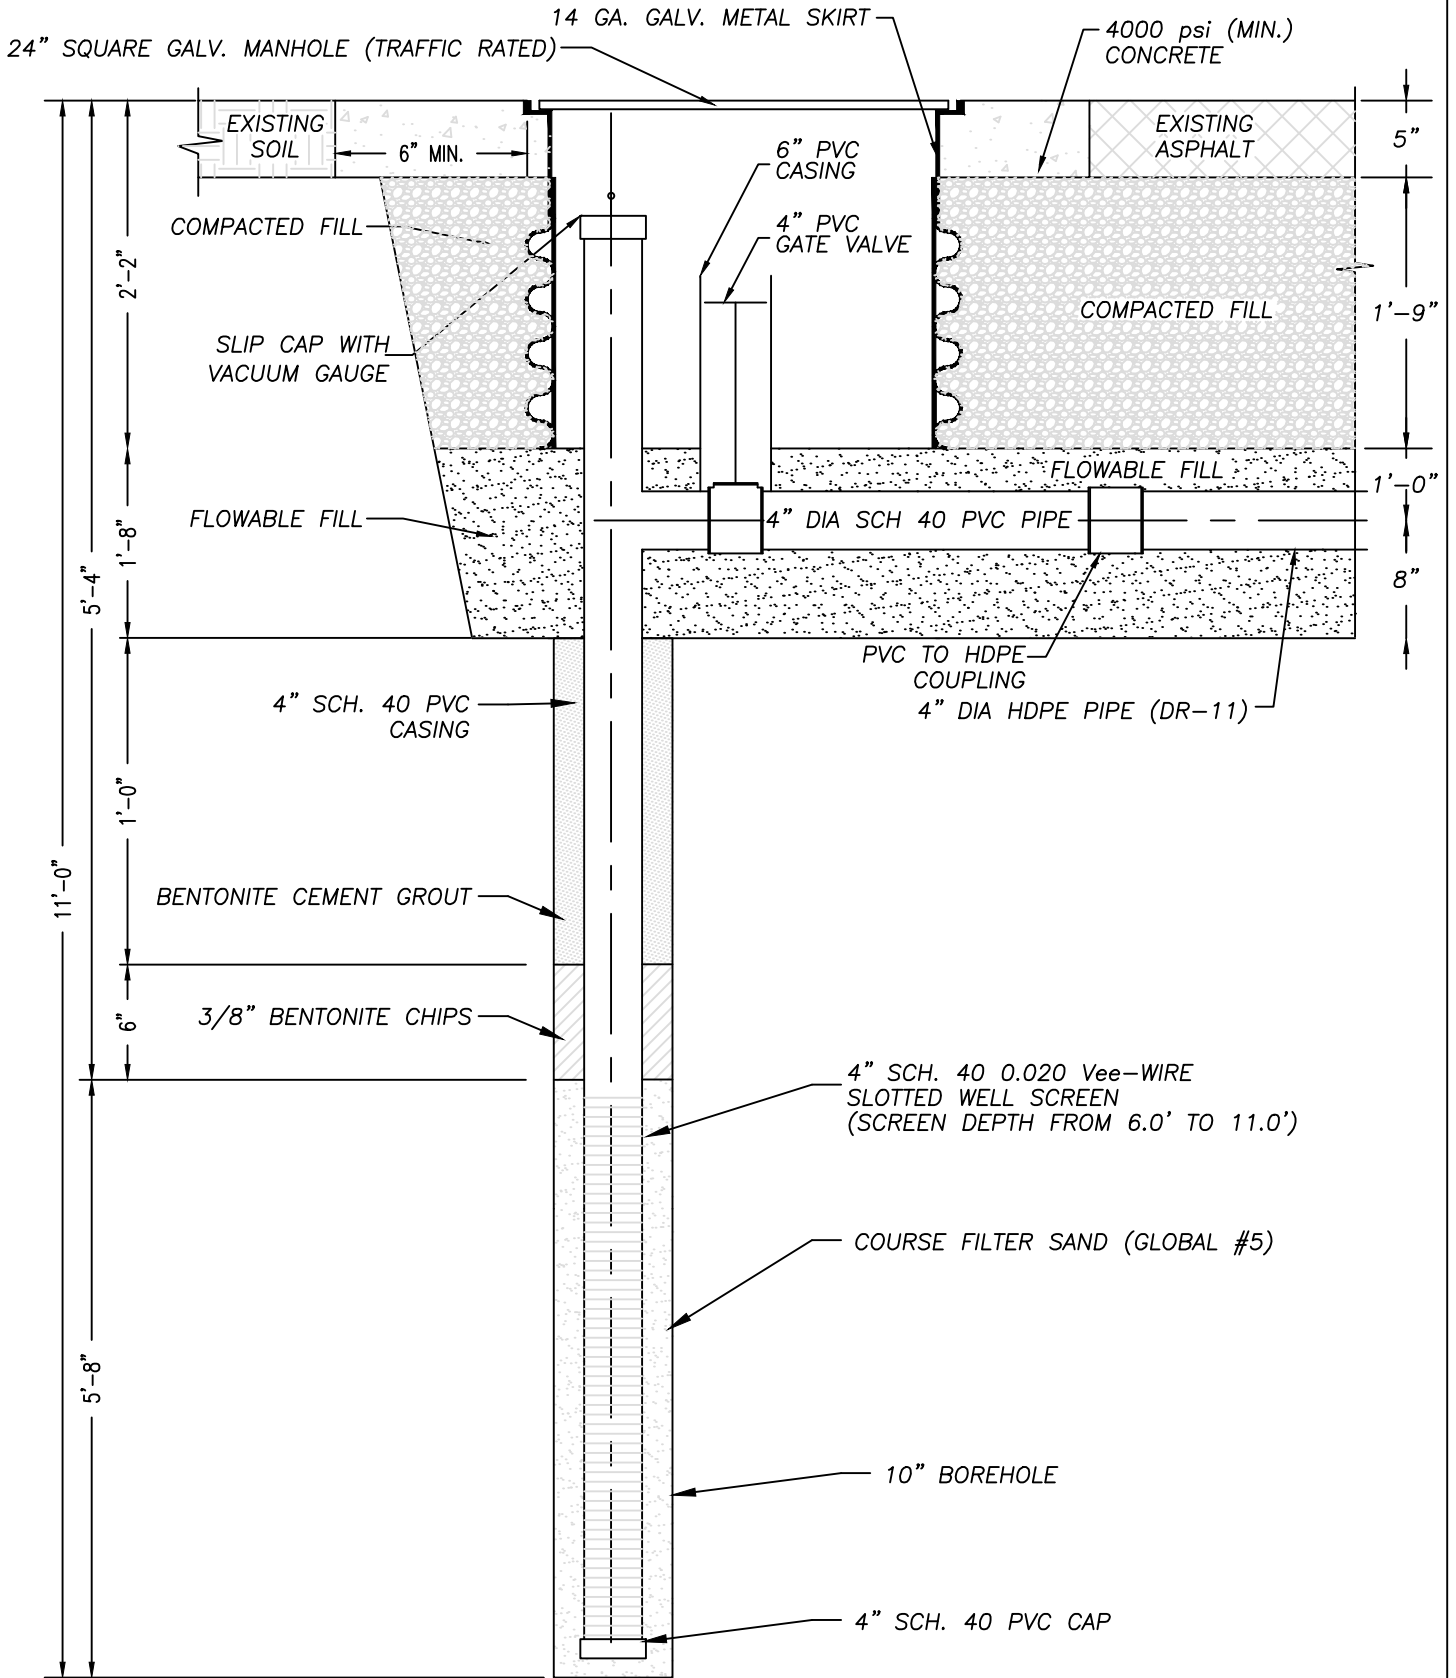 14 GA. GALV. METAL SKIRT
24" SQUARE GALV. MANHOLE (TRAFFIC RATED)
4000 psi (MIN.)
CONCRETE
EXISTING
SOIL
6" MIN.
EXISTING
ASPHALT
5"
6" PVC
CASING
4" PVC
GATE VALVE
COMPACTED FILL
2'-2"
SLIP CAP WITH
VACUUM GAUGE
COMPACTED FILL
1'-9"
FLOWABLE FILL
1'-0"
FLOWABLE FILL
4" DIA SCH 40 PVC PIPE
1'-8"
5'-4"
8"
PVC TO HDPE
COUPLING
4" DIA HDPE PIPE (DR-11)
4" SCH. 40 PVC
CASING
1'-0"
11'-0"
BENTONITE CEMENT GROUT
6"
3/8" BENTONITE CHIPS
4" SCH. 40 0.020 Vee-WIRE
SLOTTED WELL SCREEN
(SCREEN DEPTH FROM 6.0' TO 11.0')
COURSE FILTER SAND (GLOBAL #5)
5'-8"
10" BOREHOLE
4" SCH. 40 PVC CAP